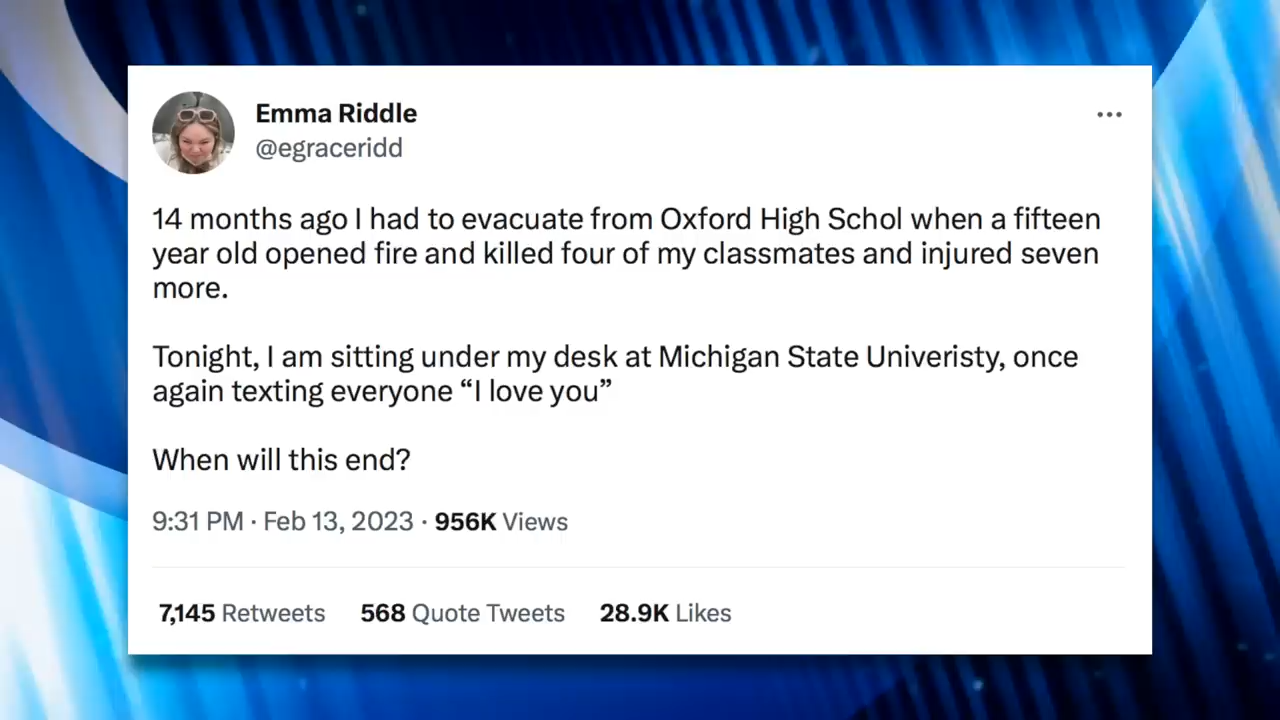 Emma Riddle
@egraceridd
14 months ago I had to evacuate from Oxford High Schol when a fifteen
year old opened fire and killed four of my classmates and injured seven
more.
Tonight, I am sitting under my desk at Michigan State Univeristy, once
again texting everyone “I love you”
When will this end?
9:31 PM · Feb 13, 2023 · 956K Views
7,145 Retweets 568 Quote Tweets 28.9K Likes